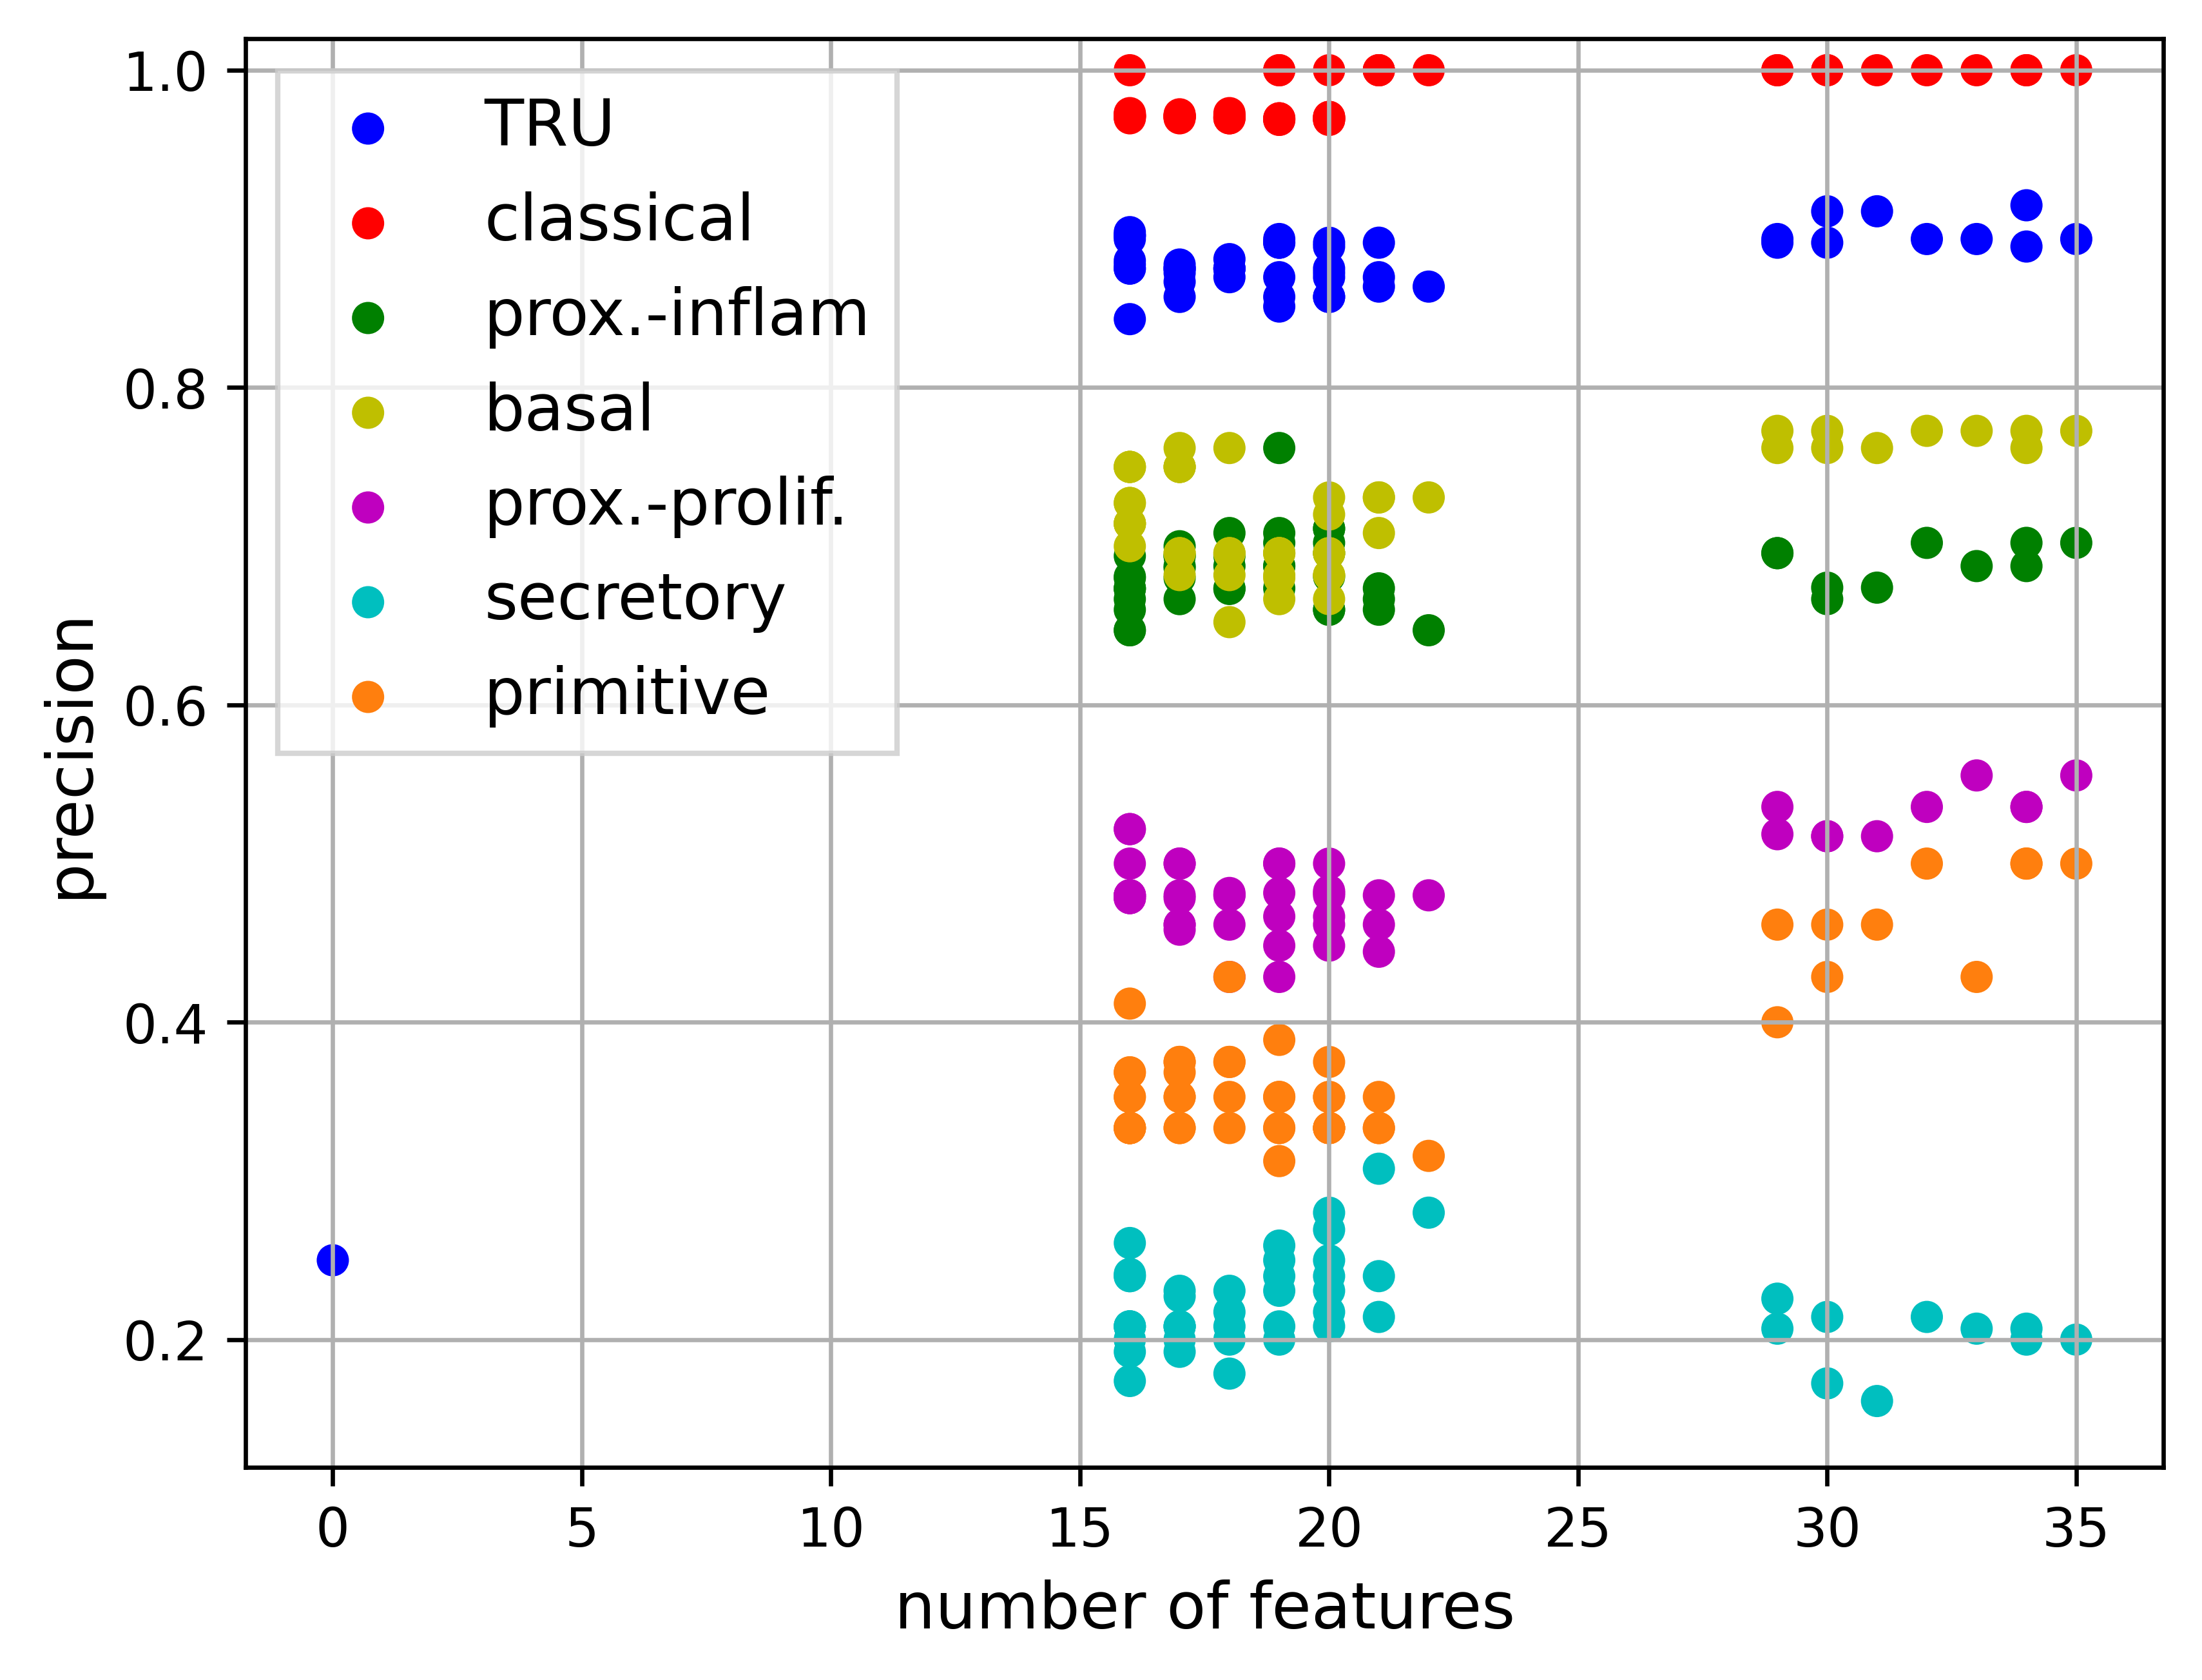 1.0
0.8
0.6
0.4
0.2
precision
TRU
classical
prox.-inflam
basal
prox.-prolif.
secretory
primitive
0 5 10 15 20 25 30 35
number of features